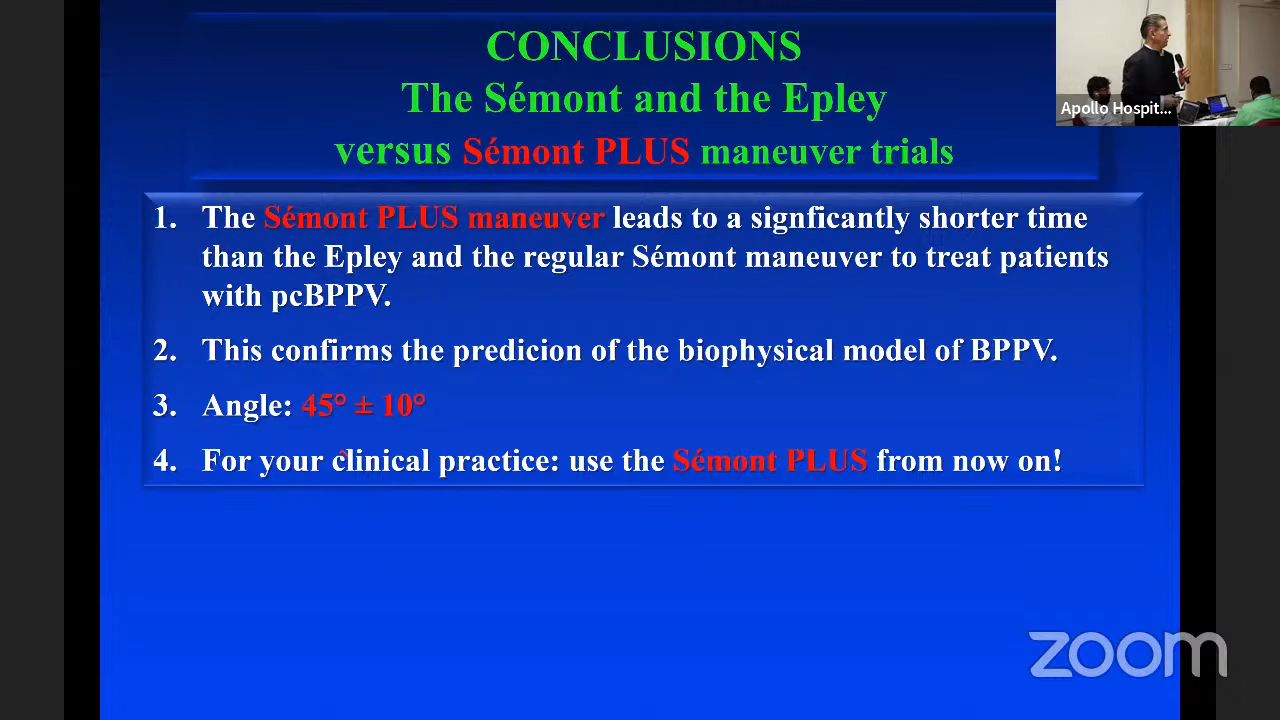 CONCLUSIONS
The Sémont and the Epley
versus Sémont PLUS maneuver trials
Apollo Hospit...
1. The Sémont PLUS maneuver leads to a signficantly shorter time
than the Epley and the regular Sémont maneuver to treat patients
with pcBPPV.
2. This confirms the predicion of the biophysical model of BPPV.
3. Angle: 45° ± 10°
4. For your clinical practice: use the Sémont PLUS from now on!
zoom